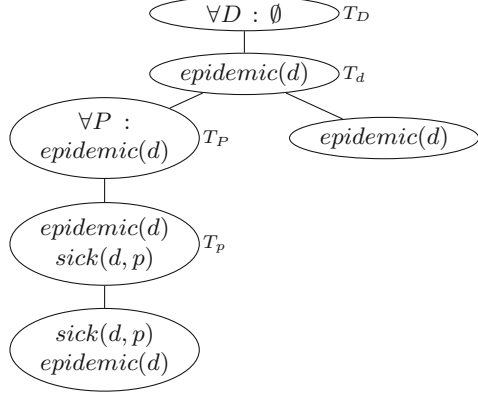 ∀D : ∅ T_D
epidemic(d) T_d
∀P :
epidemic(d) T_P
epidemic(d)
epidemic(d)
sick(d, p) T_p
sick(d, p)
epidemic(d)